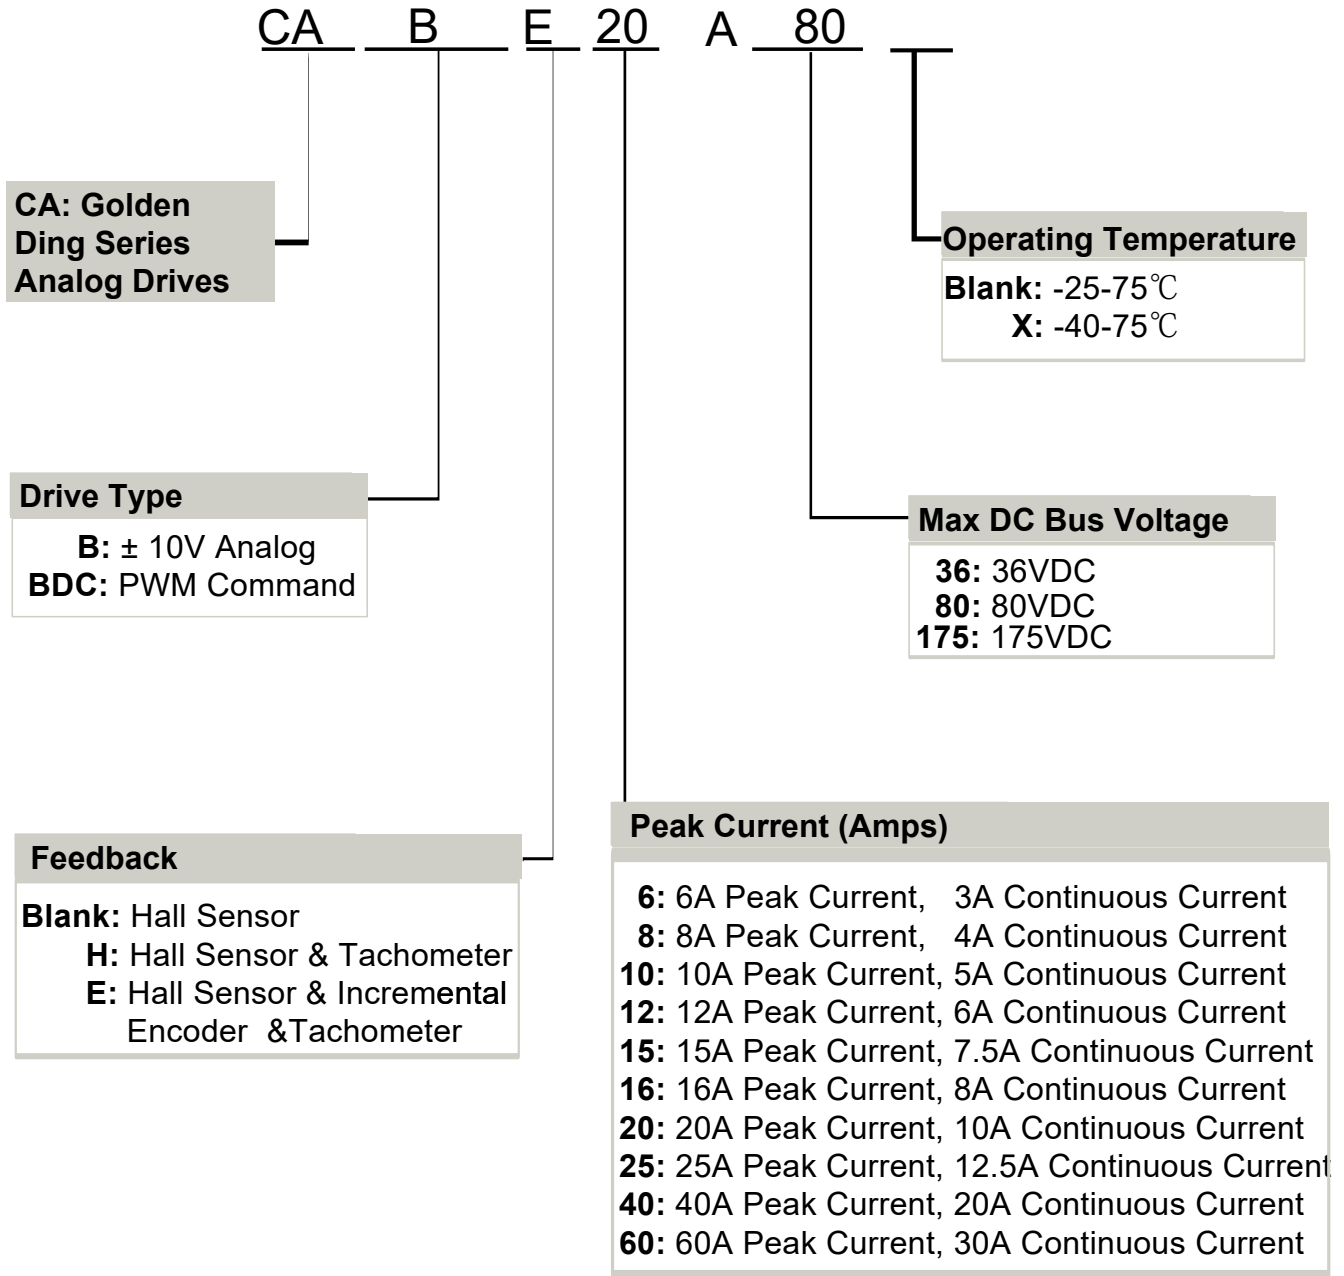 CA B E 20 A 80
CA: Golden
Ding Series
Analog Drives
Operating Temperature
Blank: -25-75℃
X: -40-75℃
Drive Type
B: ± 10V Analog
BDC: PWM Command
Max DC Bus Voltage
36: 36VDC
80: 80VDC
175: 175VDC
Feedback
Blank: Hall Sensor
H: Hall Sensor & Tachometer
E: Hall Sensor & Incremental
Encoder &Tachometer
Peak Current (Amps)
6: 6A Peak Current, 3A Continuous Current
8: 8A Peak Current, 4A Continuous Current
10: 10A Peak Current, 5A Continuous Current
12: 12A Peak Current, 6A Continuous Current
15: 15A Peak Current, 7.5A Continuous Current
16: 16A Peak Current, 8A Continuous Current
20: 20A Peak Current, 10A Continuous Current
25: 25A Peak Current, 12.5A Continuous Current
40: 40A Peak Current, 20A Continuous Current
60: 60A Peak Current, 30A Continuous Current